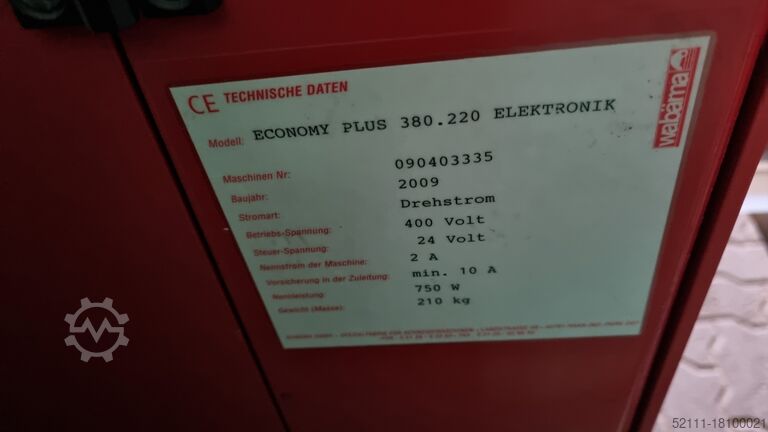 CE TECHNISCHE DATEN
wabäma
Modell: ECONOMY PLUS 380.220 ELEKTRONIK
Maschinen Nr: 090403335
Baujahr: 2009
Stromart: Drehstrom
Betriebs-Spannung: 400 Volt
Steuer-Spannung: 24 Volt
Nennstrom der Maschine: 2 A
Vorsicherung in der Zuleitung: min. 10 A
Nennleistung: 750 W
Gewicht (Masse): 210 kg
52111-18100021